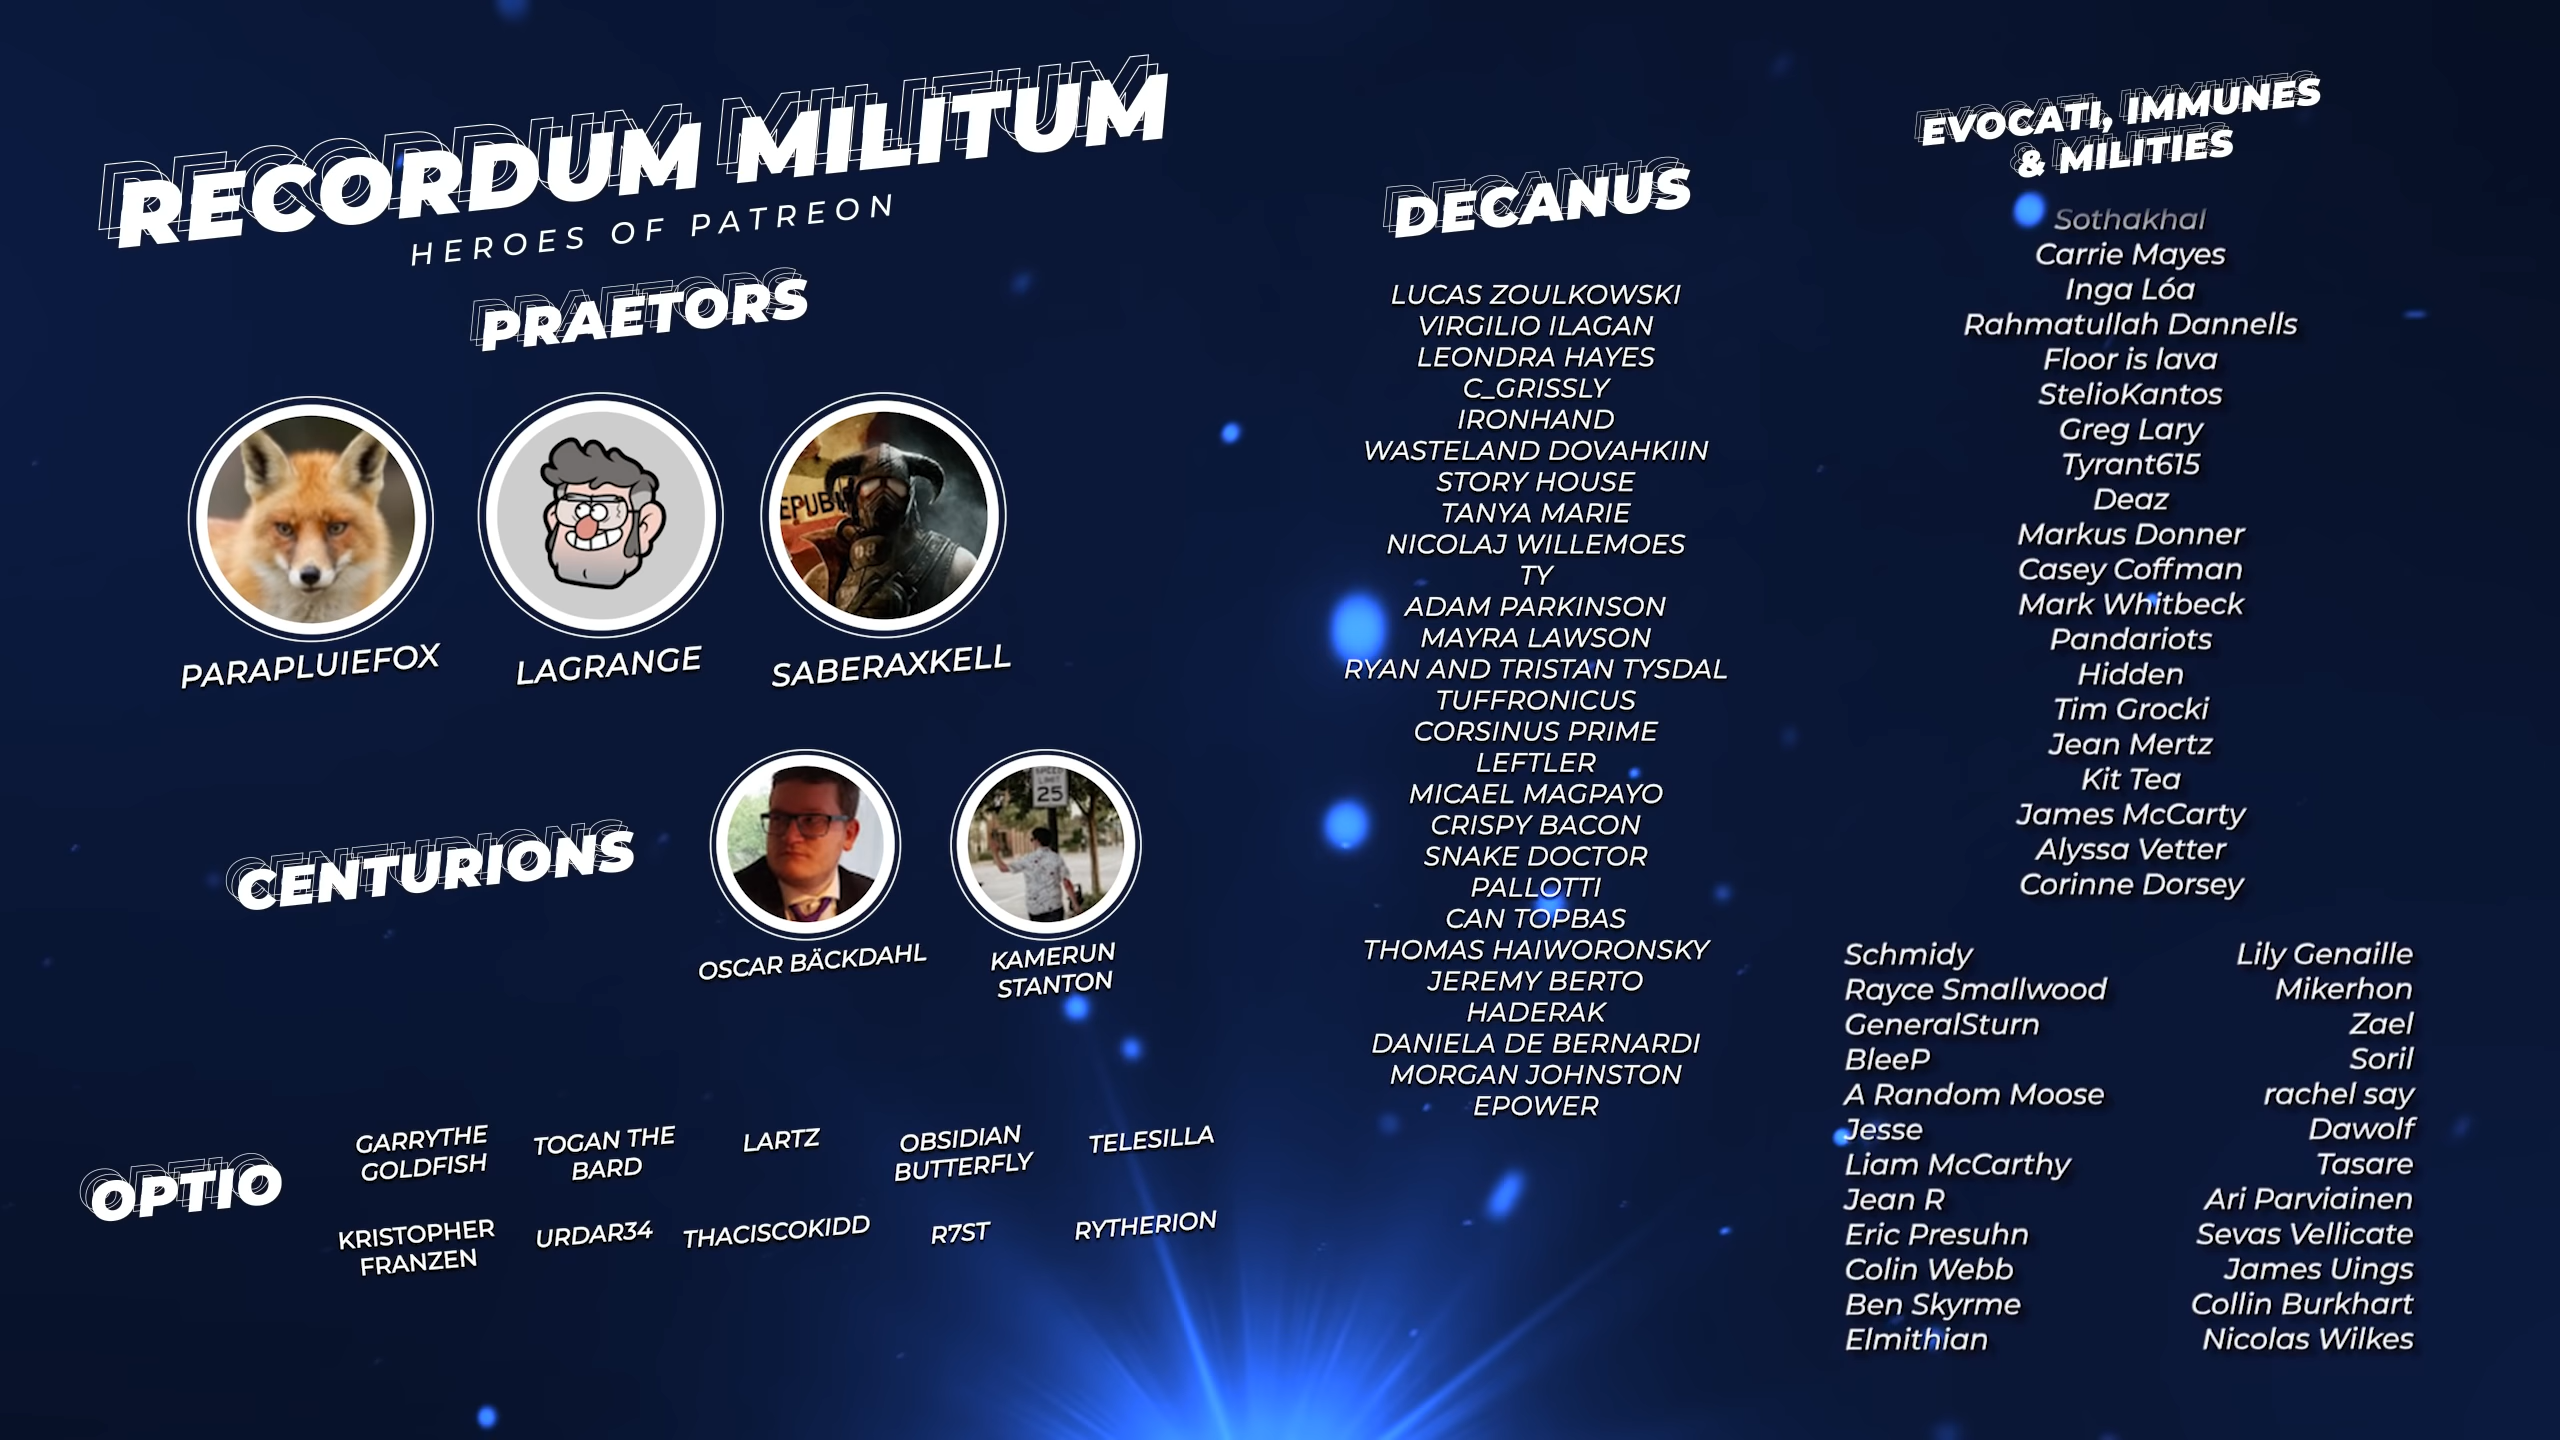 RECORDUM MILITUM
HEROES OF PATREON
PRAETORS
EPUBI
PARAPLUIEFOX
LAGRANGE
SABERAXKELL
CENTURIONS
SPEED
LIMIT
25
OSCAR BÄCKDAHL
KAMERUN
STANTON
OPTIO
GARRYTHE
GOLDFISH
TOGAN THE
BARD
LARTZ
OBSIDIAN
BUTTERFLY
TELESILLA
KRISTOPHER
FRANZEN
URDAR34
THACISCOKIDD
R7ST
RYTHERION
DECANUS
LUCAS ZOULKOWSKI
VIRGILIO ILAGAN
LEONDRA HAYES
C_GRISSLY
IRONHAND
WASTELAND DOVAHKIIN
STORY HOUSE
TANYA MARIE
NICOLAJ WILLEMOES
TY
ADAM PARKINSON
MAYRA LAWSON
RYAN AND TRISTAN TYSDAL
TUFFRONICUS
CORSINUS PRIME
LEFTLER
MICAEL MAGPAYO
CRISPY BACON
SNAKE DOCTOR
PALLOTTI
CAN TOPBAS
THOMAS HAIWORONSKY
JEREMY BERTO
HADERAK
DANIELA DE BERNARDI
MORGAN JOHNSTON
EPOWER
EVOCATI, IMMUNES
& MILITIES
Sothakhal
Carrie Mayes
Inga Lóa
Rahmatullah Dannells
Floor is lava
StelioKantos
Greg Lary
Tyrant615
Deaz
Markus Donner
Casey Coffman
Mark Whitbeck
Pandariots
Hidden
Tim Grocki
Jean Mertz
Kit Tea
James McCarty
Alyssa Vetter
Corinne Dorsey
Schmidy
Rayce Smallwood
GeneralSturn
BleeP
A Random Moose
Jesse
Liam McCarthy
Jean R
Eric Presuhn
Colin Webb
Ben Skyrme
Elmithian
Lily Genaille
Mikerhon
Zael
Soril
rachel say
Dawolf
Tasare
Ari Parviainen
Sevas Vellicate
James Uings
Collin Burkhart
Nicolas Wilkes